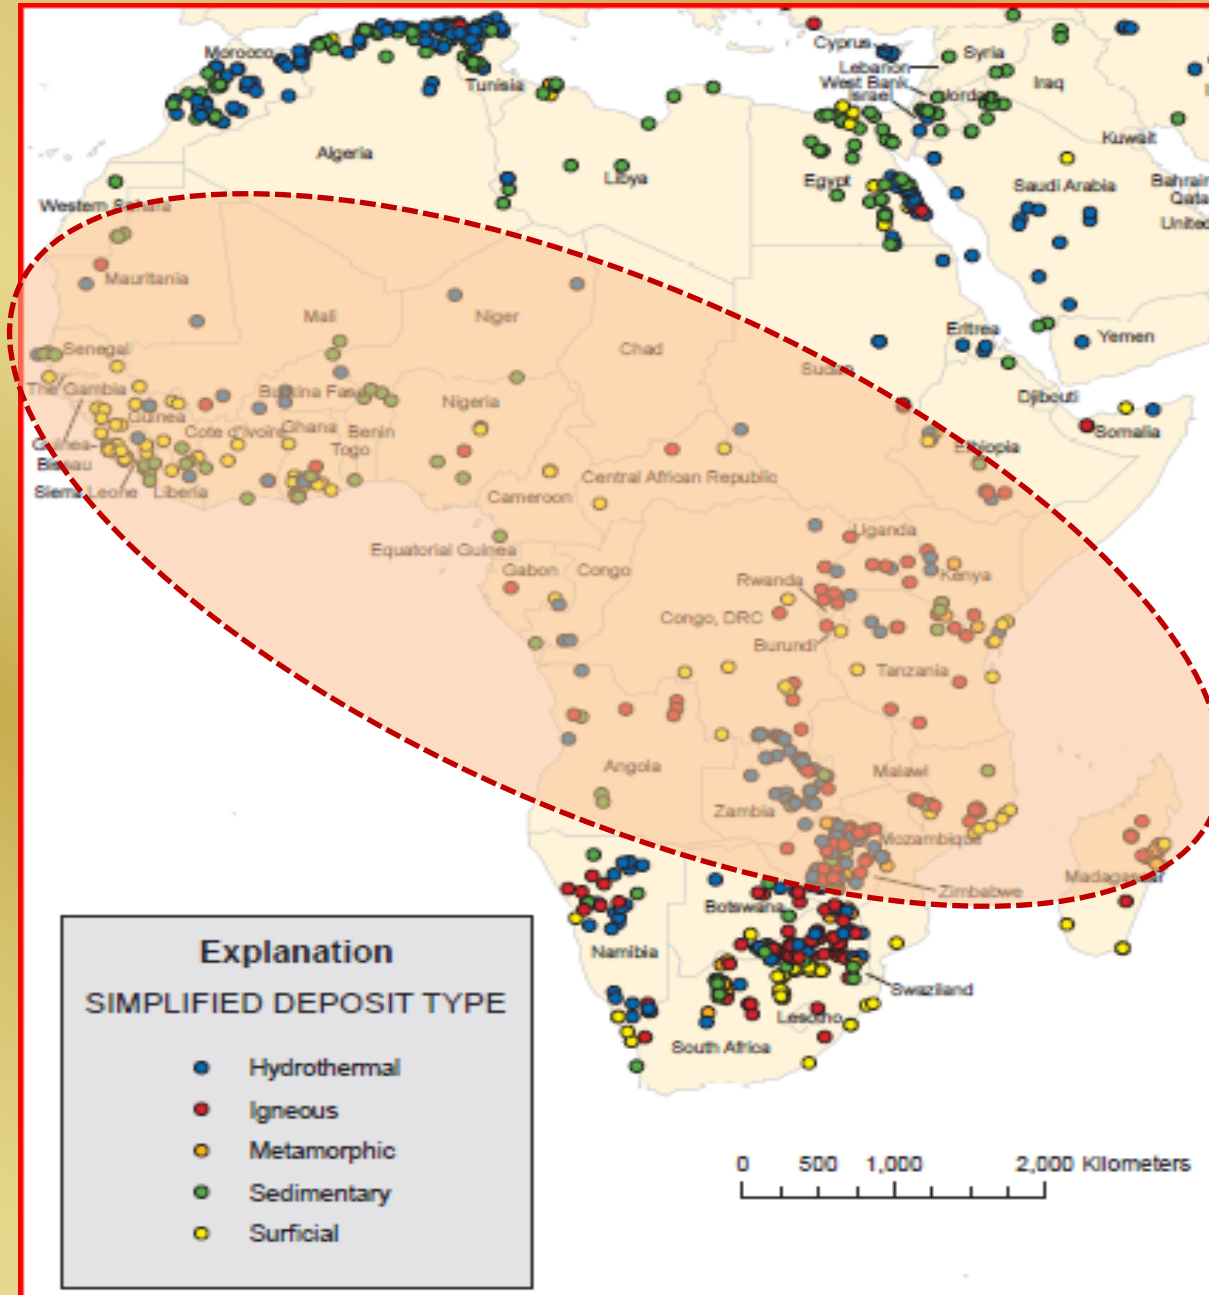 Cyprus
Syria
Morocco
Lebanon
Tunisia
West Bank
Iraq
Israel
Jordan
Kuwait
Algeria
Libya
Egypt
Saudi Arabia
Bahrain
Qata
Western Sahara
United
Mauritania
Mali
Niger
Eritrea
Yemen
Senegal
Chad
Sudan
The Gambia
Burkina Faso
Nigeria
Djibouti
Guinea
Cote d'Ivoire
Ghana
Benin
Somalia
Guinea-
Togo
Ethiopia
Bissau
Central African Republic
Sierra Leone
Liberia
Cameroon
Uganda
Equatorial Guinea
Gabon
Congo
Rwanda
Kenya
Congo, DRC
Burundi
Tanzania
Angola
Malawi
Zambia
Mozambique
Madagascar
Zimbabwe
Botswana
Namibia
Swaziland
Lesotho
South Africa
Explanation
SIMPLIFIED DEPOSIT TYPE
Hydrothermal
Igneous
Metamorphic
Sedimentary
Surficial
0 500 1,000 2,000 Kilometers